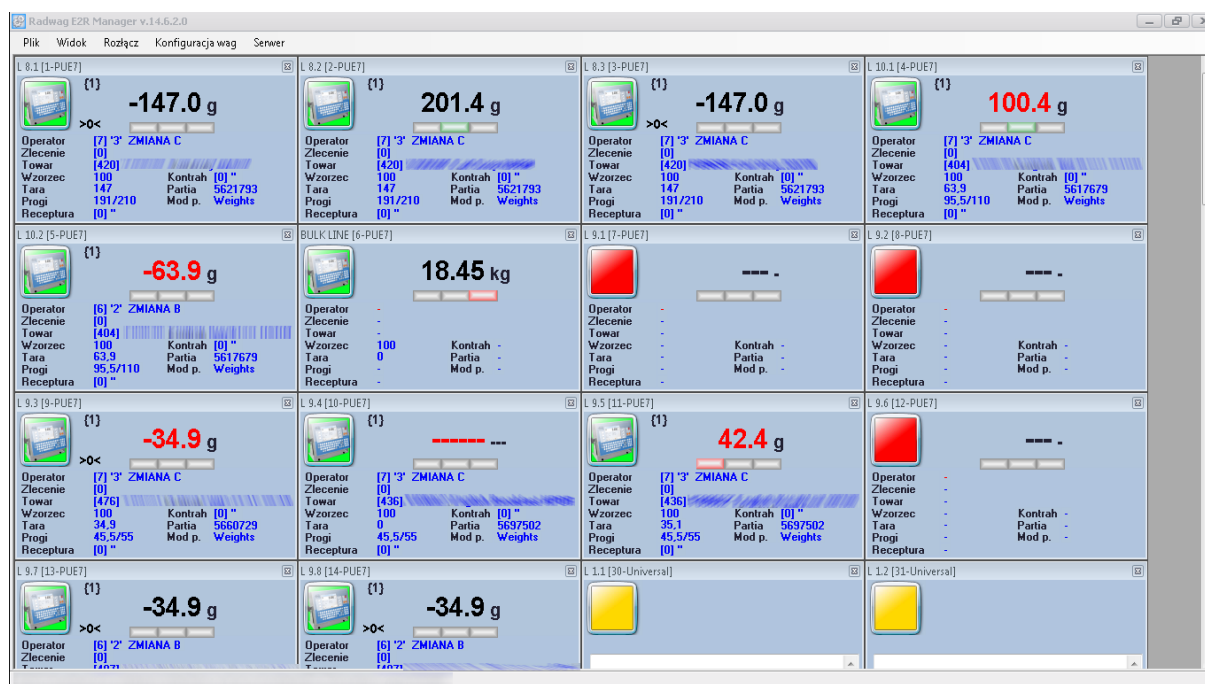 Radwag E2R Manager v.14.6.2.0
Plik Widok Rozłącz Konfiguracja wag Serwer
L 8.1 [1-PUE7]
{1}
-147.0 g
>0<
Operator [7] '3' ZMIANA C
Zlecenie [0]
Towar [420]
Wzorzec 100 Kontrah [0] "
Tara 147 Partia 5621793
Progi 191/210 Mod p. Weights
Receptura [0] "
L 8.2 [2-PUE7]
{1}
201.4 g
Operator [7] '3' ZMIANA C
Zlecenie [0]
Towar [420]
Wzorzec 100 Kontrah [0] "
Tara 147 Partia 5621793
Progi 191/210 Mod p. Weights
Receptura [0] "
L 8.3 [3-PUE7]
{1}
-147.0 g
>0<
Operator [7] '3' ZMIANA C
Zlecenie [0]
Towar [420]
Wzorzec 100 Kontrah [0] "
Tara 147 Partia 5621793
Progi 191/210 Mod p. Weights
Receptura [0] "
L 10.1 [4-PUE7]
{1}
100.4 g
Operator [7] '3' ZMIANA C
Zlecenie [0]
Towar [404]
Wzorzec 100 Kontrah [0] "
Tara 63,9 Partia 5617679
Progi 95,5/110 Mod p. Weights
Receptura [0] "
L 10.2 [5-PUE7]
{1}
-63.9 g
Operator [6] '2' ZMIANA B
Zlecenie [0]
Towar [404]
Wzorzec 100 Kontrah [0] "
Tara 63,9 Partia 5617679
Progi 95,5/110 Mod p. Weights
Receptura [0] "
BULK LINE [6-PUE7]
18.45 kg
Operator -
Zlecenie -
Towar -
Wzorzec 100 Kontrah -
Tara 0 Partia -
Progi - Mod p. -
Receptura -
L 9.1 [7-PUE7]
--- -
Operator -
Zlecenie -
Towar -
Wzorzec - Kontrah -
Tara - Partia -
Progi - Mod p. -
Receptura -
L 9.2 [8-PUE7]
--- -
Operator -
Zlecenie -
Towar -
Wzorzec - Kontrah -
Tara - Partia -
Progi - Mod p. -
Receptura -
L 9.3 [9-PUE7]
{1}
-34.9 g
>0<
Operator [7] '3' ZMIANA C
Zlecenie [0]
Towar [476]
Wzorzec 100 Kontrah [0] "
Tara 34,9 Partia 5660729
Progi 45,5/55 Mod p. Weights
Receptura [0] "
L 9.4 [10-PUE7]
{1}
------ ---
Operator [7] '3' ZMIANA C
Zlecenie [0]
Towar [436]
Wzorzec 100 Kontrah [0] "
Tara 0 Partia 5697502
Progi 45,5/55 Mod p. Weights
Receptura [0] "
L 9.5 [11-PUE7]
{1}
42.4 g
Operator [7] '3' ZMIANA C
Zlecenie [0]
Towar [436]
Wzorzec 100 Kontrah [0] "
Tara 35,1 Partia 5697502
Progi 45,5/55 Mod p. Weights
Receptura [0] "
L 9.6 [12-PUE7]
--- -
Operator -
Zlecenie -
Towar -
Wzorzec - Kontrah -
Tara - Partia -
Progi - Mod p. -
Receptura -
L 9.7 [13-PUE7]
{1}
-34.9 g
>0<
Operator [6] '2' ZMIANA B
Zlecenie [0]
L 9.8 [14-PUE7]
{1}
-34.9 g
>0<
Operator [6] '2' ZMIANA B
Zlecenie [0]
L 1.1 [30-Universal]
L 1.2 [31-Universal]